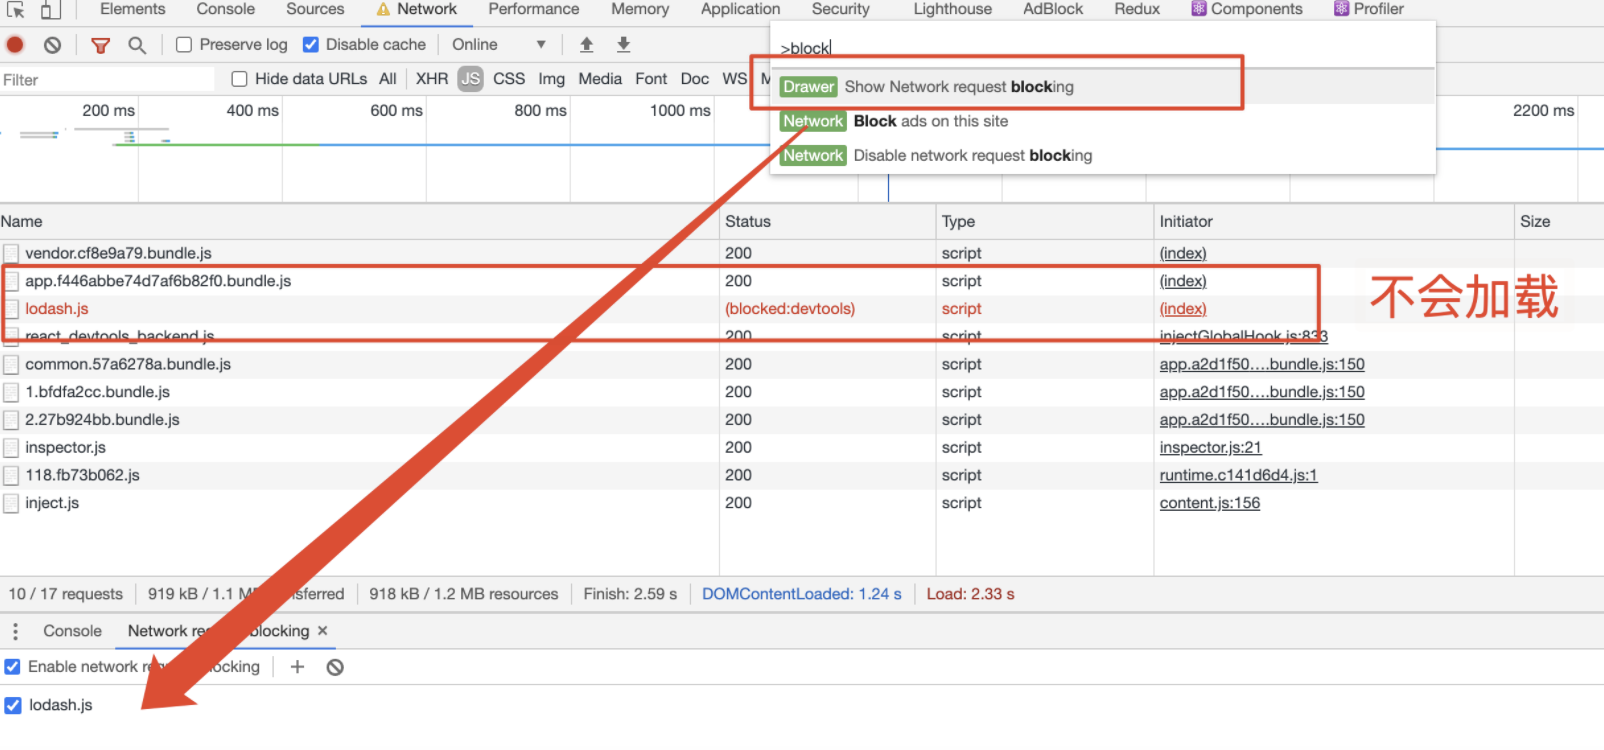 Elements Console Sources Network Performance Memory Application Security Lighthouse AdBlock Redux Components Profiler
Preserve log Disable cache Online
>block
Filter Hide data URLs All XHR JS CSS Img Media Font Doc WS M
Drawer Show Network request blocking
Network Block ads on this site
Network Disable network request blocking
200 ms 400 ms 600 ms 800 ms 1000 ms 2200 ms
Name Status Type Initiator Size
vendor.cf8e9a79.bundle.js 200 script (index)
app.f446abbe74d7af6b82f0.bundle.js 200 script (index)
不会加载
lodash.js (blocked:devtools) script (index)
react_devtools_backend.js 200 script injectGlobalHook.js:833
common.57a6278a.bundle.js 200 script app.a2d1f50….bundle.js:150
1.bfdfa2cc.bundle.js 200 script app.a2d1f50….bundle.js:150
2.27b924bb.bundle.js 200 script app.a2d1f50….bundle.js:150
inspector.js 200 script inspector.js:21
118.fb73b062.js 200 script runtime.c141d6d4.js:1
inject.js 200 script content.js:156
10 / 17 requests 919 kB / 1.1 MB transferred 918 kB / 1.2 MB resources Finish: 2.59 s DOMContentLoaded: 1.24 s Load: 2.33 s
Console Network request blocking ×
Enable network request blocking
lodash.js